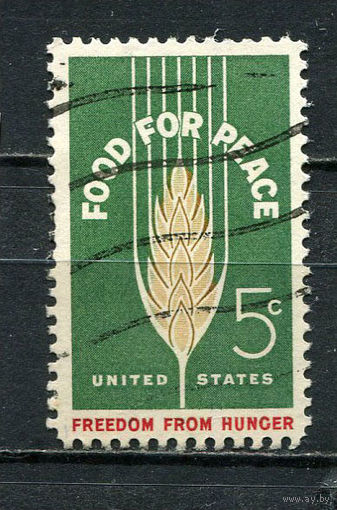 FOOD FOR PEACE
5c
UNITED STATES
FREEDOM FROM HUNGER
www.ay.by